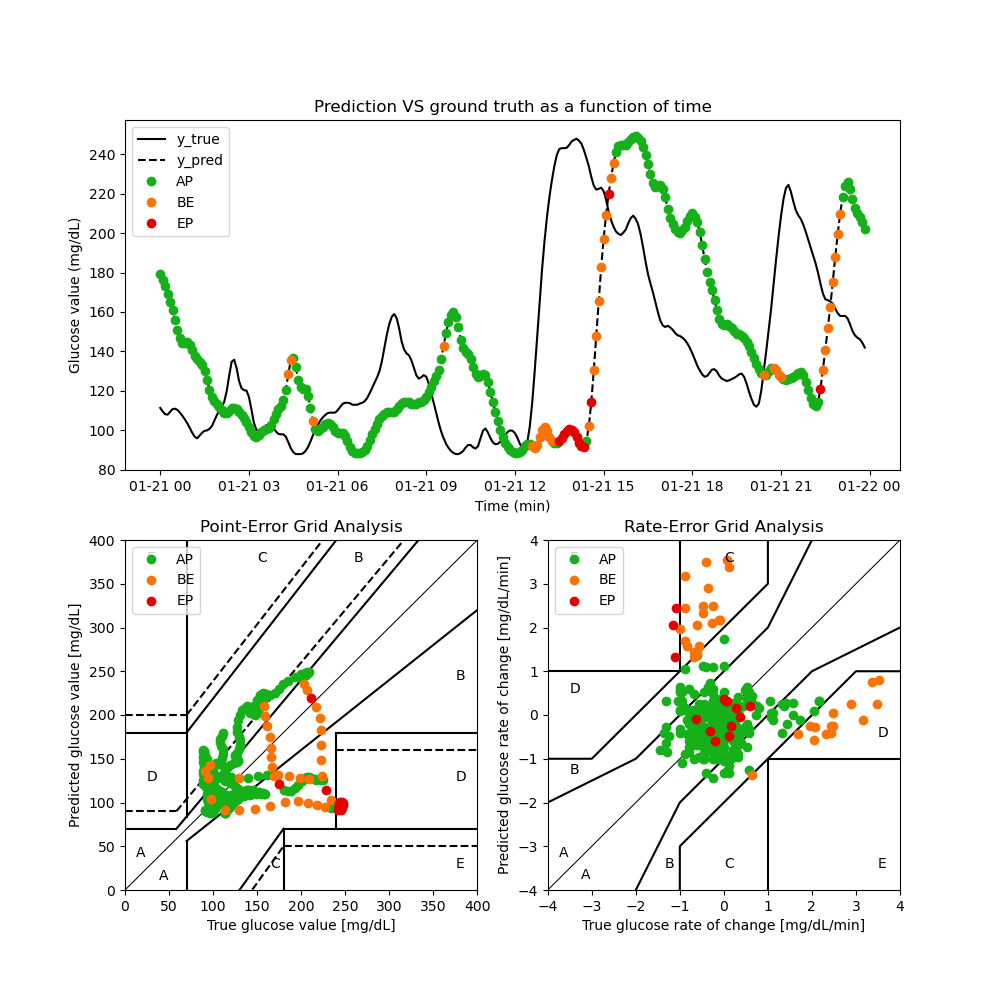 Prediction VS ground truth as a function of time
Glucose value (mg/dL)
240
220
200
180
160
140
120
100
80
y_true
y_pred
AP
BE
EP
01-21 00 01-21 03 01-21 06 01-21 09 01-21 12 01-21 15 01-21 18 01-21 21 01-22 00
Time (min)
Point-Error Grid Analysis
Predicted glucose value [mg/dL]
400
350
300
250
200
150
100
50
0
AP
BE
EP
C
B
B
D
D
A
A
C
E
0 50 100 150 200 250 300 350 400
True glucose value [mg/dL]
Rate-Error Grid Analysis
Predicted glucose rate of change [mg/dL/min]
4
3
2
1
0
−1
−2
−3
−4
AP
BE
EP
C
D
D
B
A
A
B
C
E
−4 −3 −2 −1 0 1 2 3 4
True glucose rate of change [mg/dL/min]